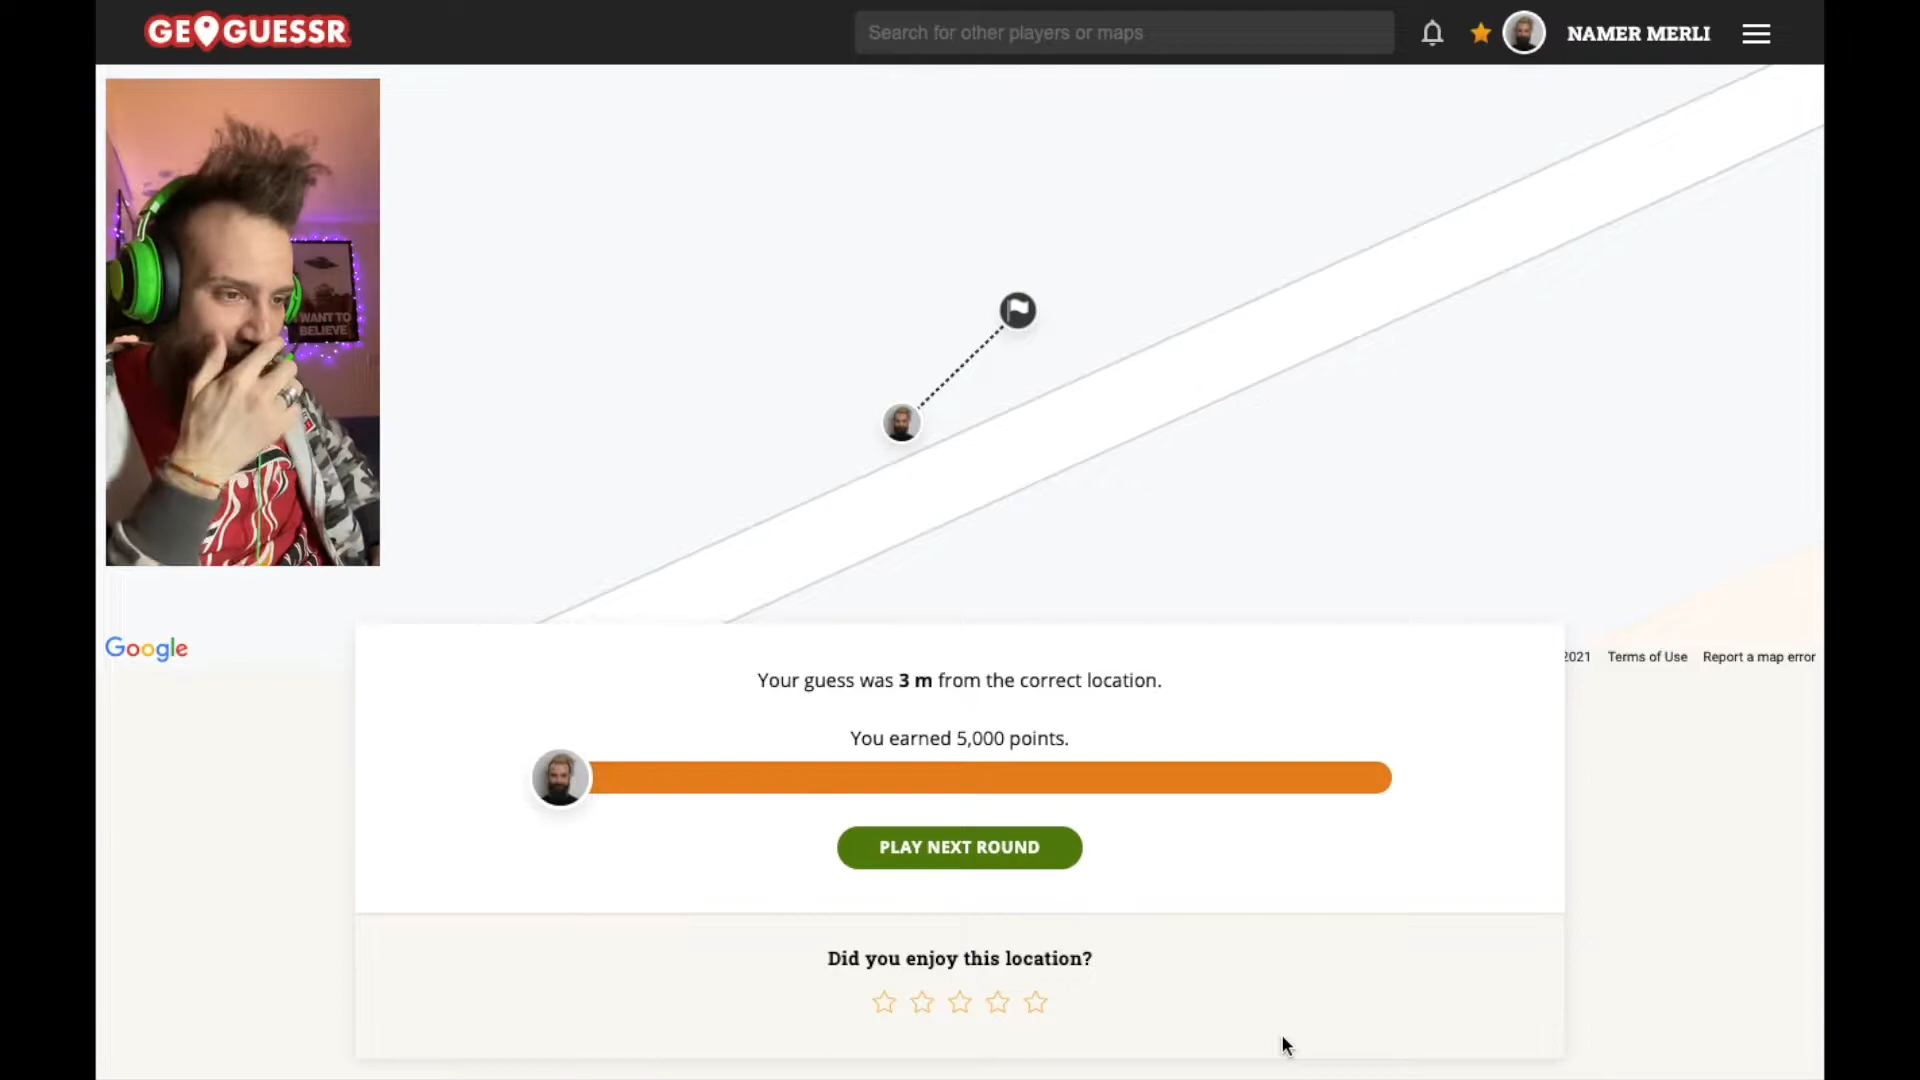 GEOGUESSR
Search for other players or maps
NAMER MERLI
I WANT TO
BELIEVE
Google
2021 Terms of Use Report a map error
Your guess was 3 m from the correct location.
You earned 5,000 points.
PLAY NEXT ROUND
Did you enjoy this location?